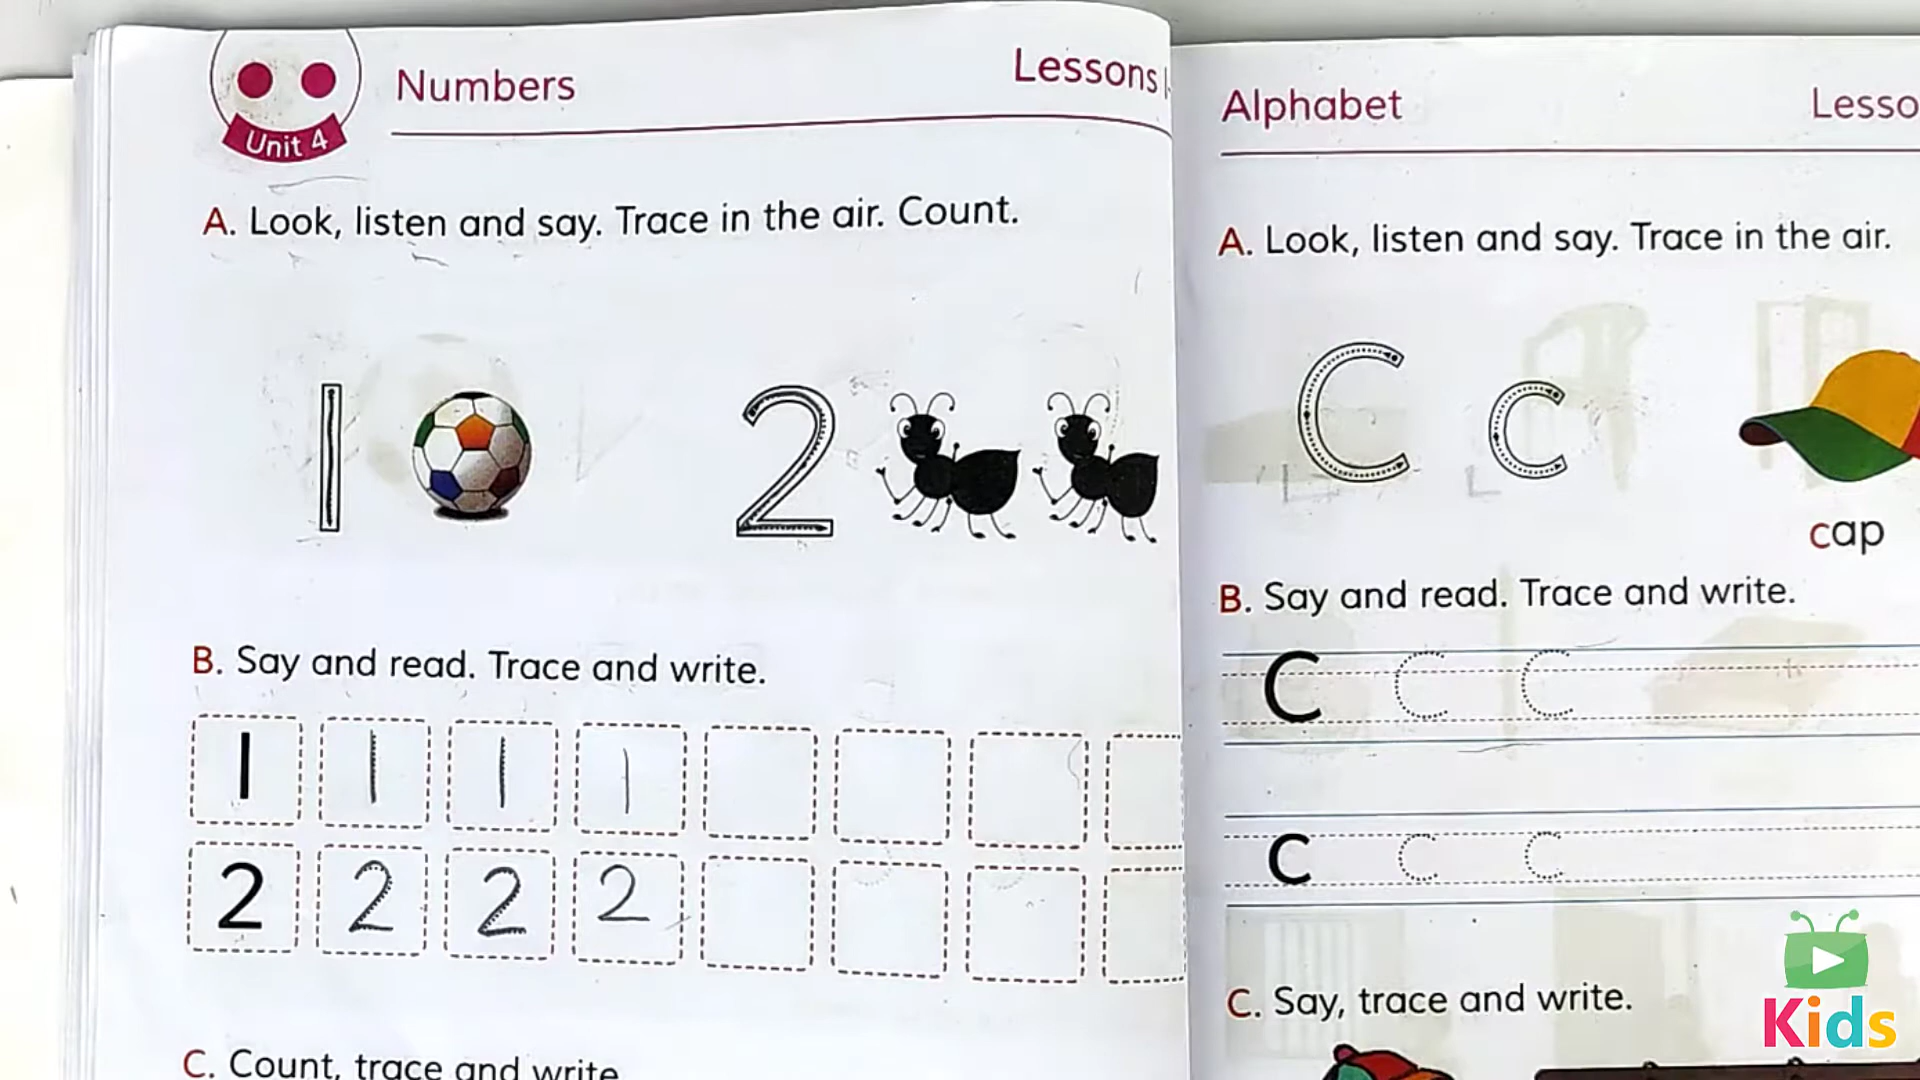 Unit 4
Numbers
Lessons
A. Look, listen and say. Trace in the air. Count.
1
2
B. Say and read. Trace and write.
1 1 1 1
2 2 2 2
C. Count, trace and write
Alphabet
A. Look, listen and say. Trace in the air.
C c
cap
B. Say and read. Trace and write.
C C C
c c c
C. Say, trace and write.
Kids